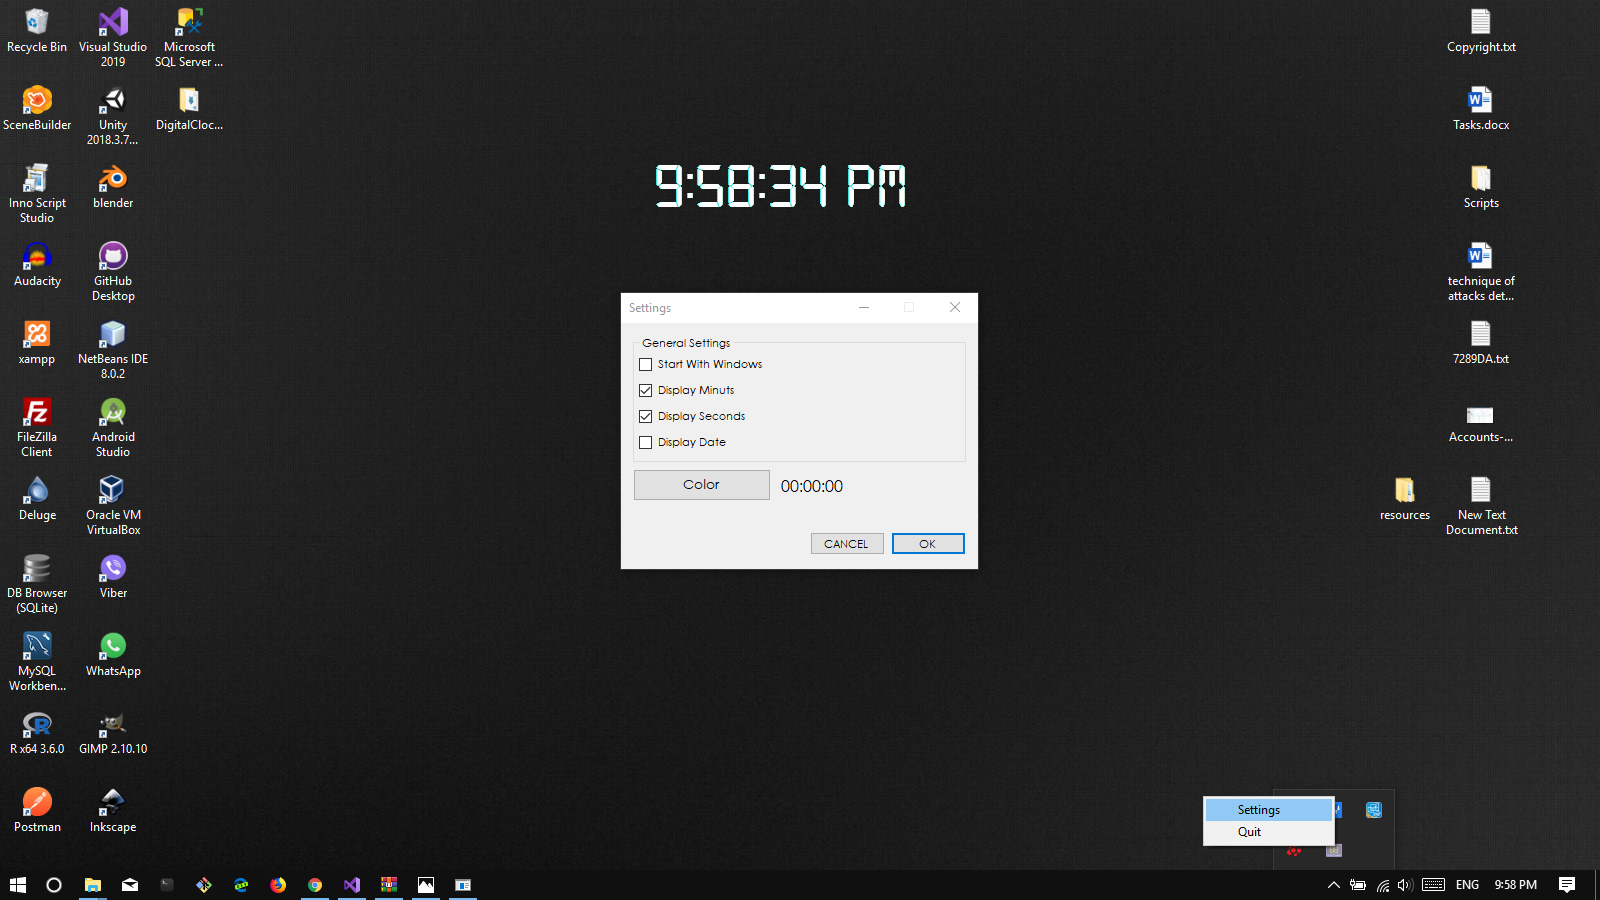 Recycle Bin
Visual Studio
2019
Microsoft
SQL Server ...
SceneBuilder
Unity
2018.3.7...
DigitalCloc...
Inno Script
Studio
blender
Audacity
GitHub
Desktop
xampp
NetBeans IDE
8.0.2
FileZilla
Client
Android
Studio
Deluge
Oracle VM
VirtualBox
DB Browser
(SQLite)
Viber
MySQL
Workben...
WhatsApp
R x64 3.6.0
GIMP 2.10.10
Postman
Inkscape
9:58:34 PM
Settings
General Settings
Start With Windows
Display Minuts
Display Seconds
Display Date
Color
00:00:00
CANCEL
OK
Copyright.txt
Tasks.docx
Scripts
technique of
attacks det...
7289DA.txt
Accounts-...
resources
New Text
Document.txt
Settings
Quit
ENG
9:58 PM